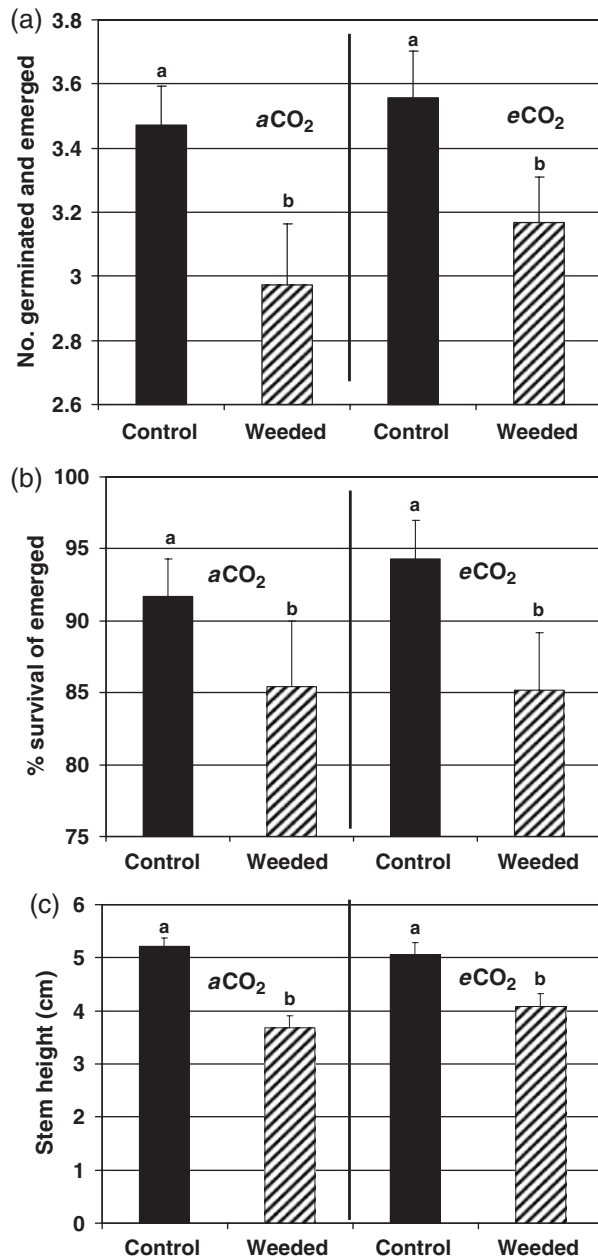 (a)
No. germinated and emerged
3.8
3.6
3.4
3.2
3
2.8
2.6
a
b
a
b
aCO₂
eCO₂
Control Weeded Control Weeded
(b)
% survival of emerged
100
95
90
85
80
75
a
b
a
b
aCO₂
eCO₂
Control Weeded Control Weeded
(c)
Stem height (cm)
6
5
4
3
2
1
0
a
b
a
b
aCO₂
eCO₂
Control Weeded Control Weeded